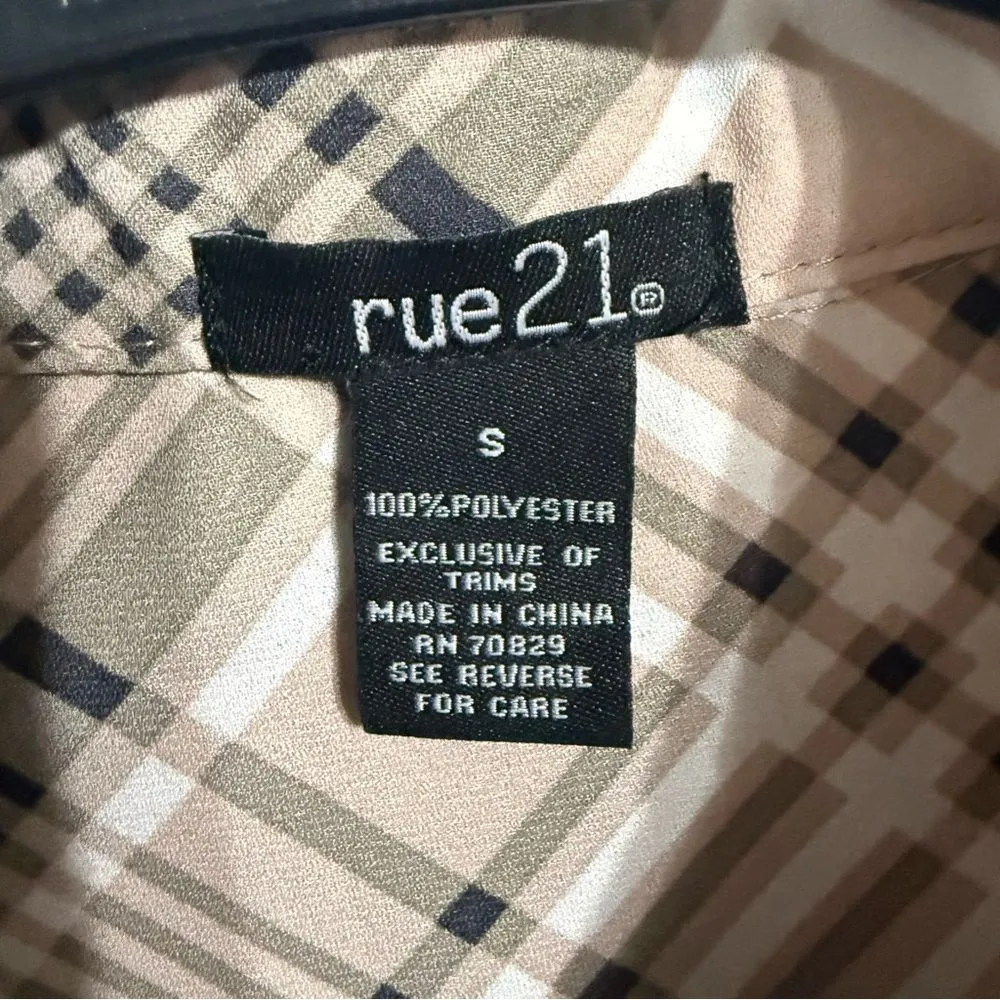 rue21®
S
100%POLYESTER
EXCLUSIVE OF
TRIMS
MADE IN CHINA
RN 70829
SEE REVERSE
FOR CARE